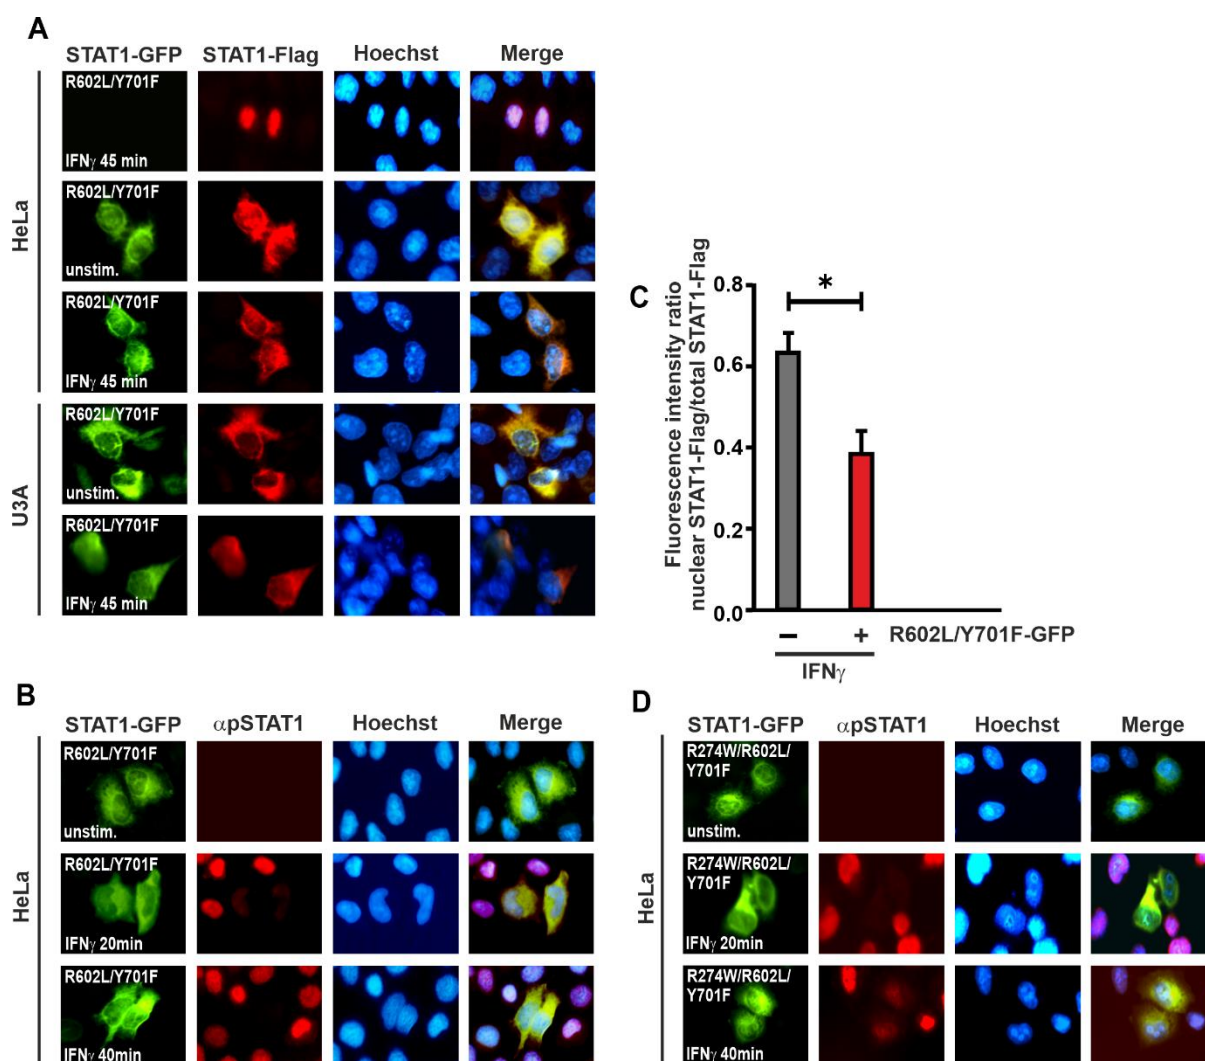 A
STAT1-GFP STAT1-Flag Hoechst Merge
HeLa
R602L/Y701F
IFNγ 45 min
R602L/Y701F
unstim.
R602L/Y701F
IFNγ 45 min
U3A
R602L/Y701F
unstim.
R602L/Y701F
IFNγ 45 min
C
Fluorescence intensity ratio
nuclear STAT1-Flag/total STAT1-Flag
0.8
0.6
0.4
0.2
0.0
*
− + R602L/Y701F-GFP
IFNγ
B
STAT1-GFP αpSTAT1 Hoechst Merge
HeLa
R602L/Y701F
unstim.
R602L/Y701F
IFNγ 20min
R602L/Y701F
IFNγ 40min
D
STAT1-GFP αpSTAT1 Hoechst Merge
HeLa
R274W/R602L/
Y701F
unstim.
R274W/R602L/
Y701F
IFNγ 20min
R274W/R602L/
Y701F
IFNγ 40min